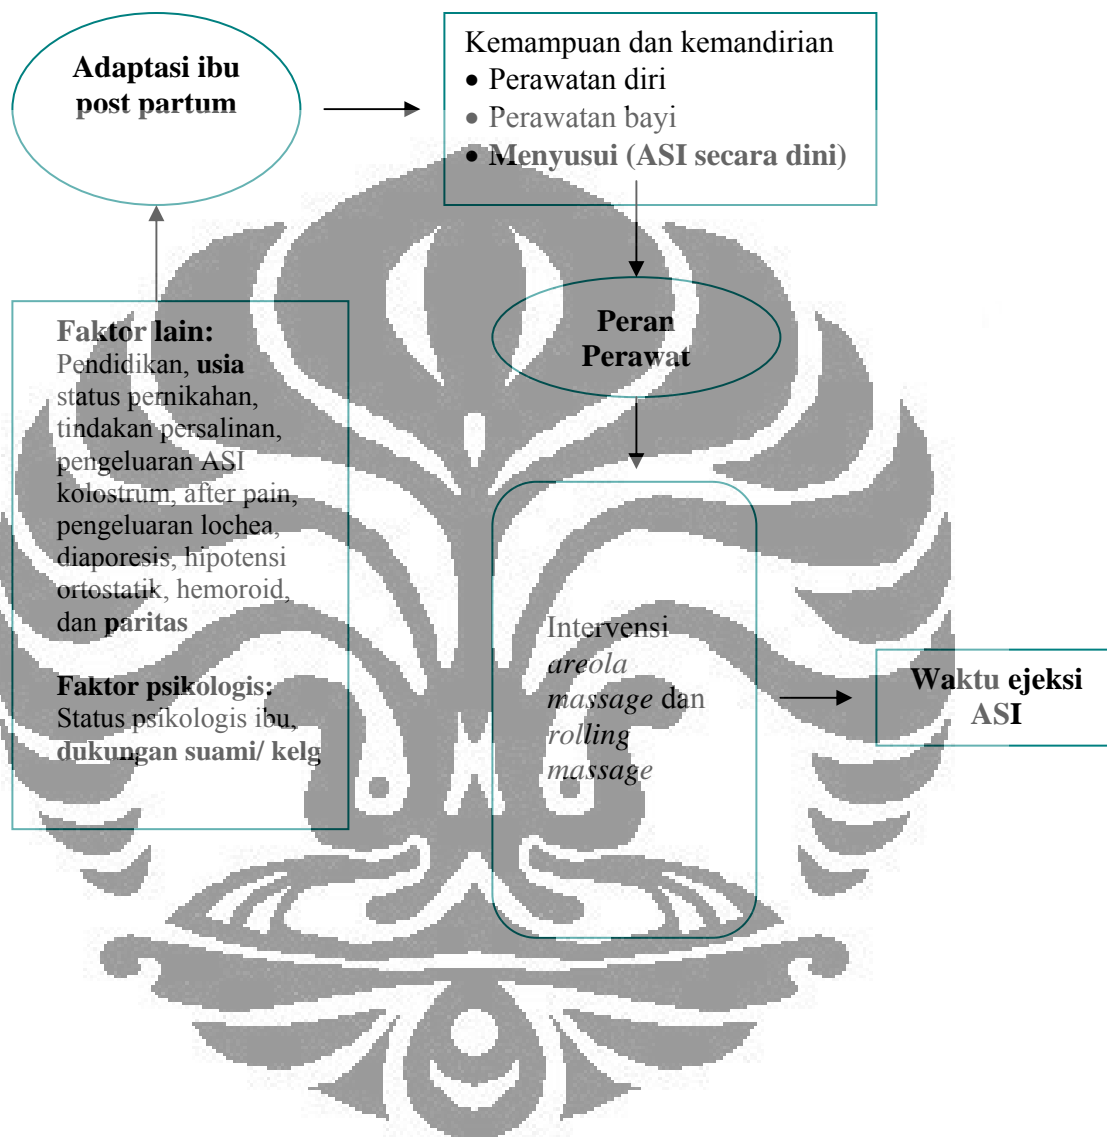 Adaptasi ibu
post partum
Kemampuan dan kemandirian
• Perawatan diri
• Perawatan bayi
• Menyusui (ASI secara dini)
Peran
Perawat
Faktor lain:
Pendidikan, usia
status pernikahan,
tindakan persalinan,
pengeluaran ASI
kolostrum, after pain,
pengeluaran lochea,
diaporesis, hipotensi
ortostatik, hemoroid,
dan paritas
Faktor psikologis:
Status psikologis ibu,
dukungan suami/ kelg
Intervensi
areola
massage dan
rolling
massage
Waktu ejeksi
ASI